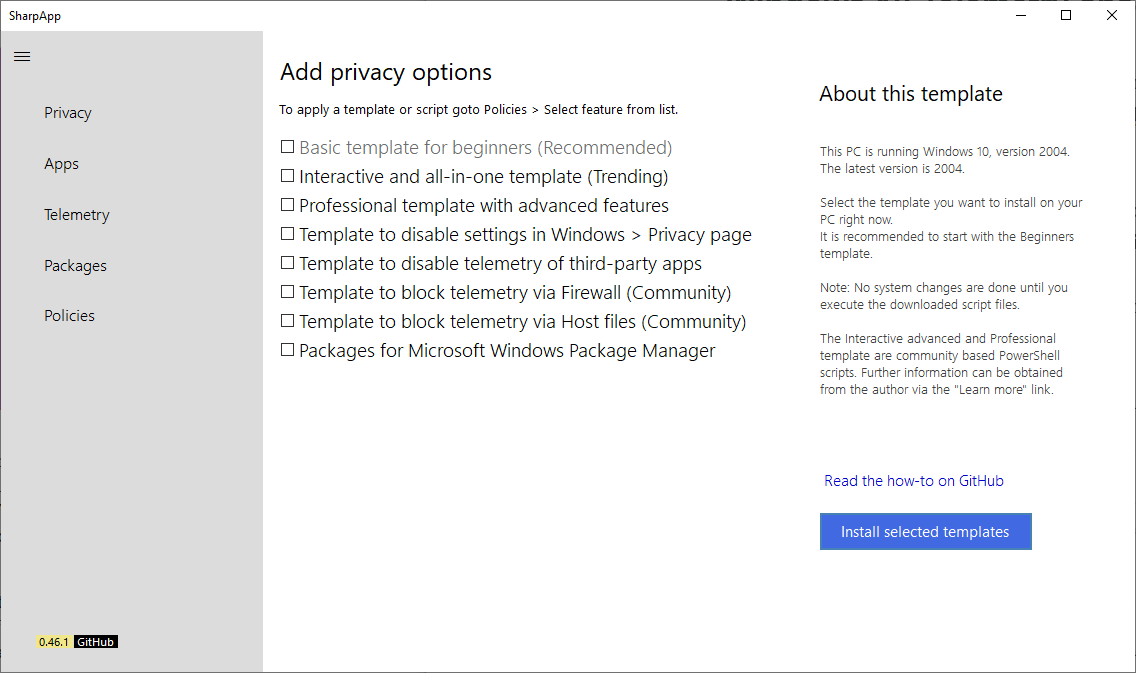 SharpApp
Privacy
Apps
Telemetry
Packages
Policies
0.46.1 GitHub
Add privacy options
To apply a template or script goto Policies > Select feature from list.
Basic template for beginners (Recommended)
Interactive and all-in-one template (Trending)
Professional template with advanced features
Template to disable settings in Windows > Privacy page
Template to disable telemetry of third-party apps
Template to block telemetry via Firewall (Community)
Template to block telemetry via Host files (Community)
Packages for Microsoft Windows Package Manager
About this template
This PC is running Windows 10, version 2004.
The latest version is 2004.
Select the template you want to install on your
PC right now.
It is recommended to start with the Beginners
template.
Note: No system changes are done until you
execute the downloaded script files.
The Interactive advanced and Professional
template are community based PowerShell
scripts. Further information can be obtained
from the author via the "Learn more" link.
Read the how-to on GitHub
Install selected templates